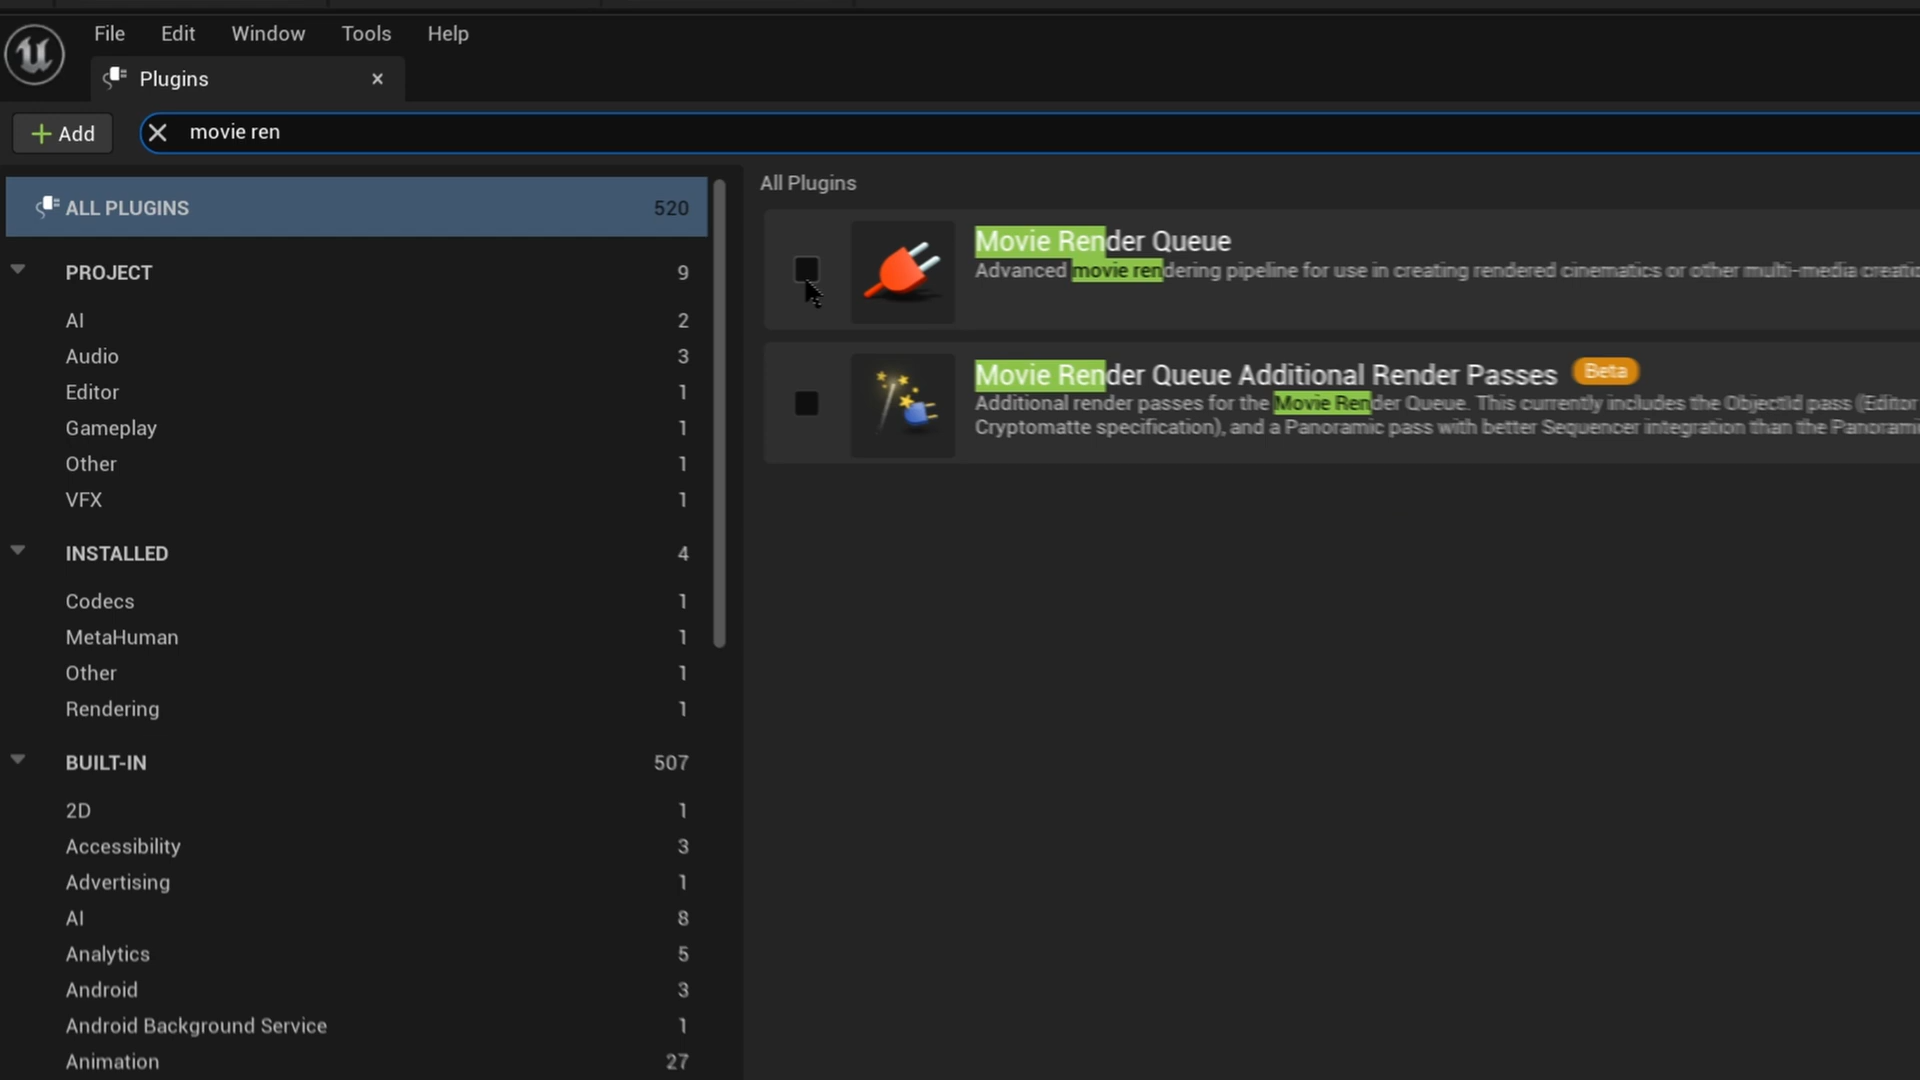 File Edit Window Tools Help
Plugins
Add
movie ren
ALL PLUGINS 520
PROJECT 9
AI 2
Audio 3
Editor 1
Gameplay 1
Other 1
VFX 1
INSTALLED 4
Codecs 1
MetaHuman 1
Other 1
Rendering 1
BUILT-IN 507
2D 1
Accessibility 3
Advertising 1
AI 8
Analytics 5
Android 3
Android Background Service 1
Animation 27
All Plugins
Movie Render Queue
Advanced movie rendering pipeline for use in creating rendered cinematics or other multi-media
Movie Render Queue Additional Render Passes Beta
Additional render passes for the Movie Render Queue. This currently includes the ObjectId pass (Editor
Cryptomatte specification), and a Panoramic pass with better Sequencer integration than the